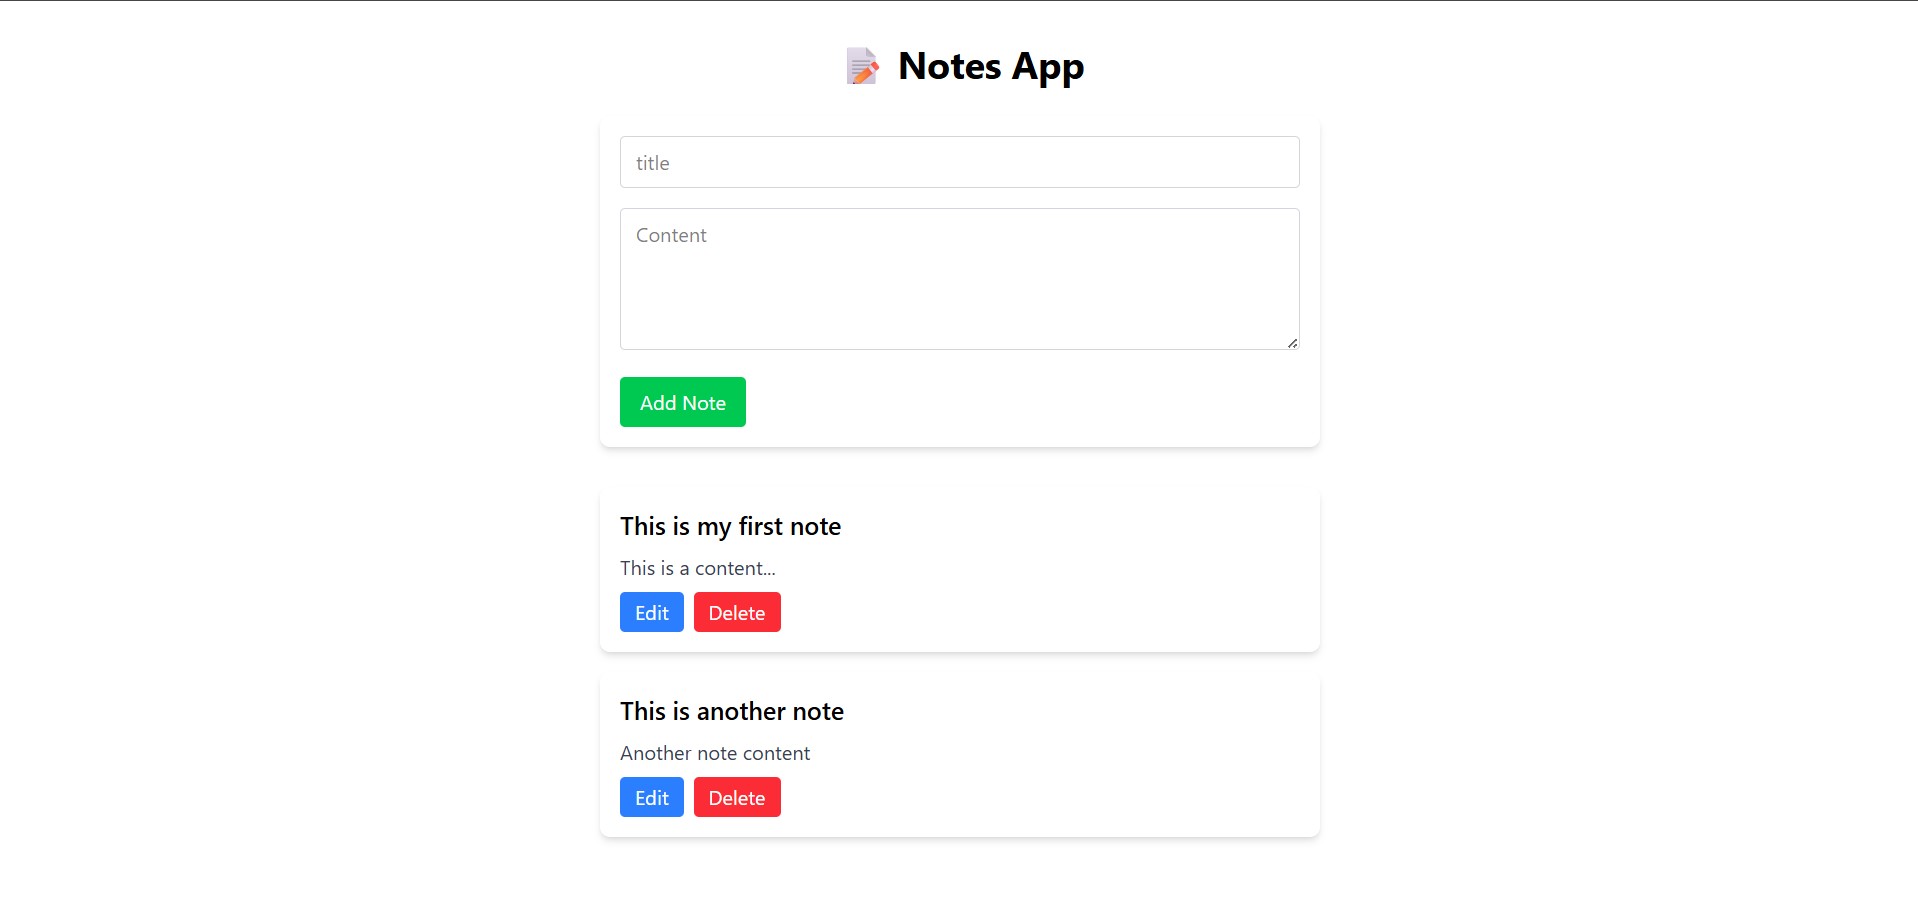 Notes App
title
Content
Add Note
This is my first note
This is a content...
Edit Delete
This is another note
Another note content
Edit Delete